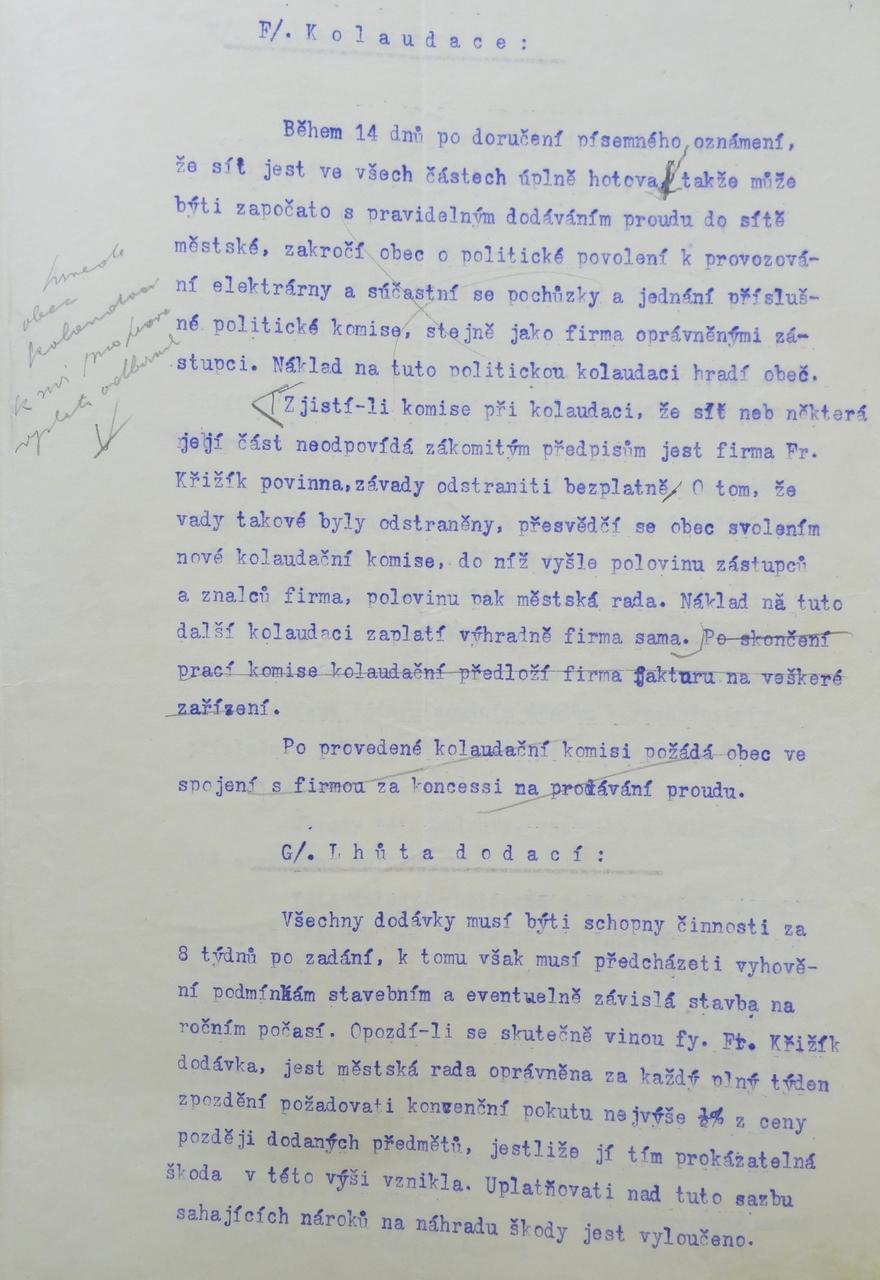 F/. Kolaudace:
Během 14 dnů po doručení písemného oznámení,
že síť jest ve všech částech úplně hotova, takže může
býti započato s pravidelným dodáváním proudu do sítě
městské, zakročí obec o politické povolení k provozová-
ní elektrárny a súčastní se pochůzky a jednání přísluš-
né politické komise, stejně jako firma oprávněnými zá-
stupci. Náklad na tuto politickou kolaudaci hradí obeč.
Zjistí-li komise při kolaudaci, že síť neb některá
její část neodpovídá zákomitým předpisům jest firma Fr.
Křižík povinna, závady odstraniti bezplatně. O tom, že
vady takové byly odstraněny, přesvědčí se obec svolením
nové kolaudační komise, do níž vyšle polovinu zástupců
a znalců firma, polovinu pak městská rada. Náklad na tuto
další kolaudaci zaplatí výhradně firma sama. Po skončení
prací komise kolaudační předloží firma fakturu na veškeré
zařízení.
Po provedené kolaudační komisi požádá obec ve
spojení s firmou za koncessi na prodávání proudu.
G/. Lhůta dodací:
Všechny dodávky musí býti schopny činnosti za
8 týdnů po zadání, k tomu však musí předcházeti vyhově-
ní podmínkám stavebním a eventuelně závislá stavba na
ročním počasí. Opozdí-li se skutečně vinou fy. Fr. Křižík
dodávka, jest městská rada oprávněna za každý plný týden
zpozdění požadovati konvenční pokutu nejvýše ½% z ceny
později dodaných předmětů, jestliže jí tím prokázatelná
škoda v této výši vznikla. Uplatňovati nad tuto sazbu
sahajících nároků na náhradu škody jest vyloučeno.
obec